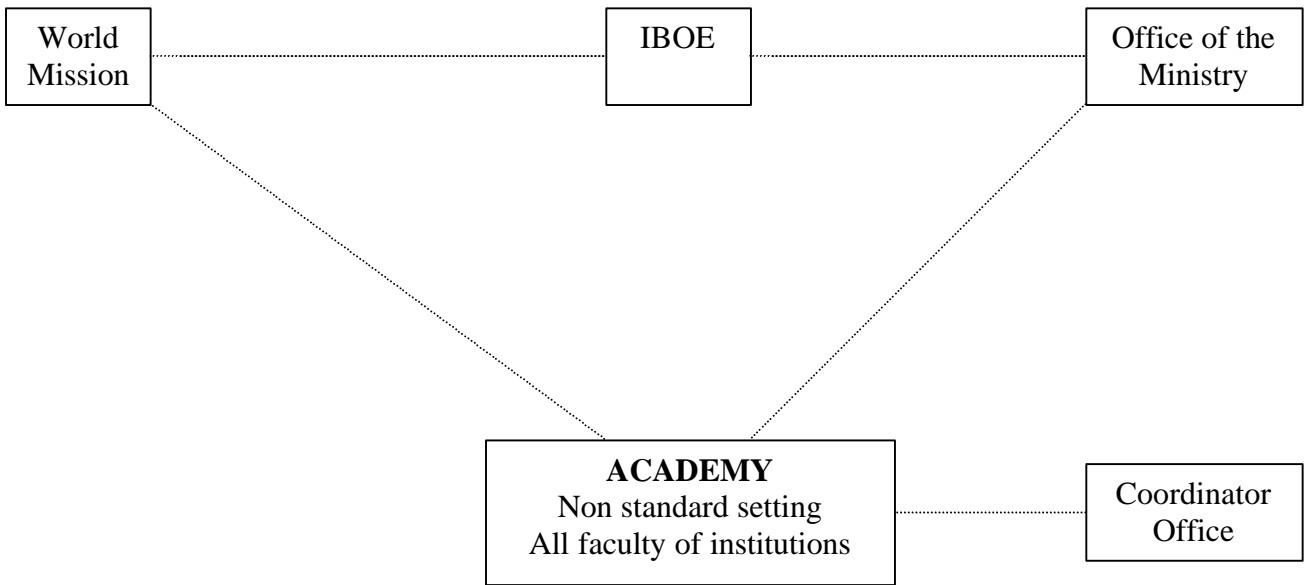 World
Mission
IBOE
Office of the
Ministry
ACADEMY
Non standard setting
All faculty of institutions
Coordinator
Office